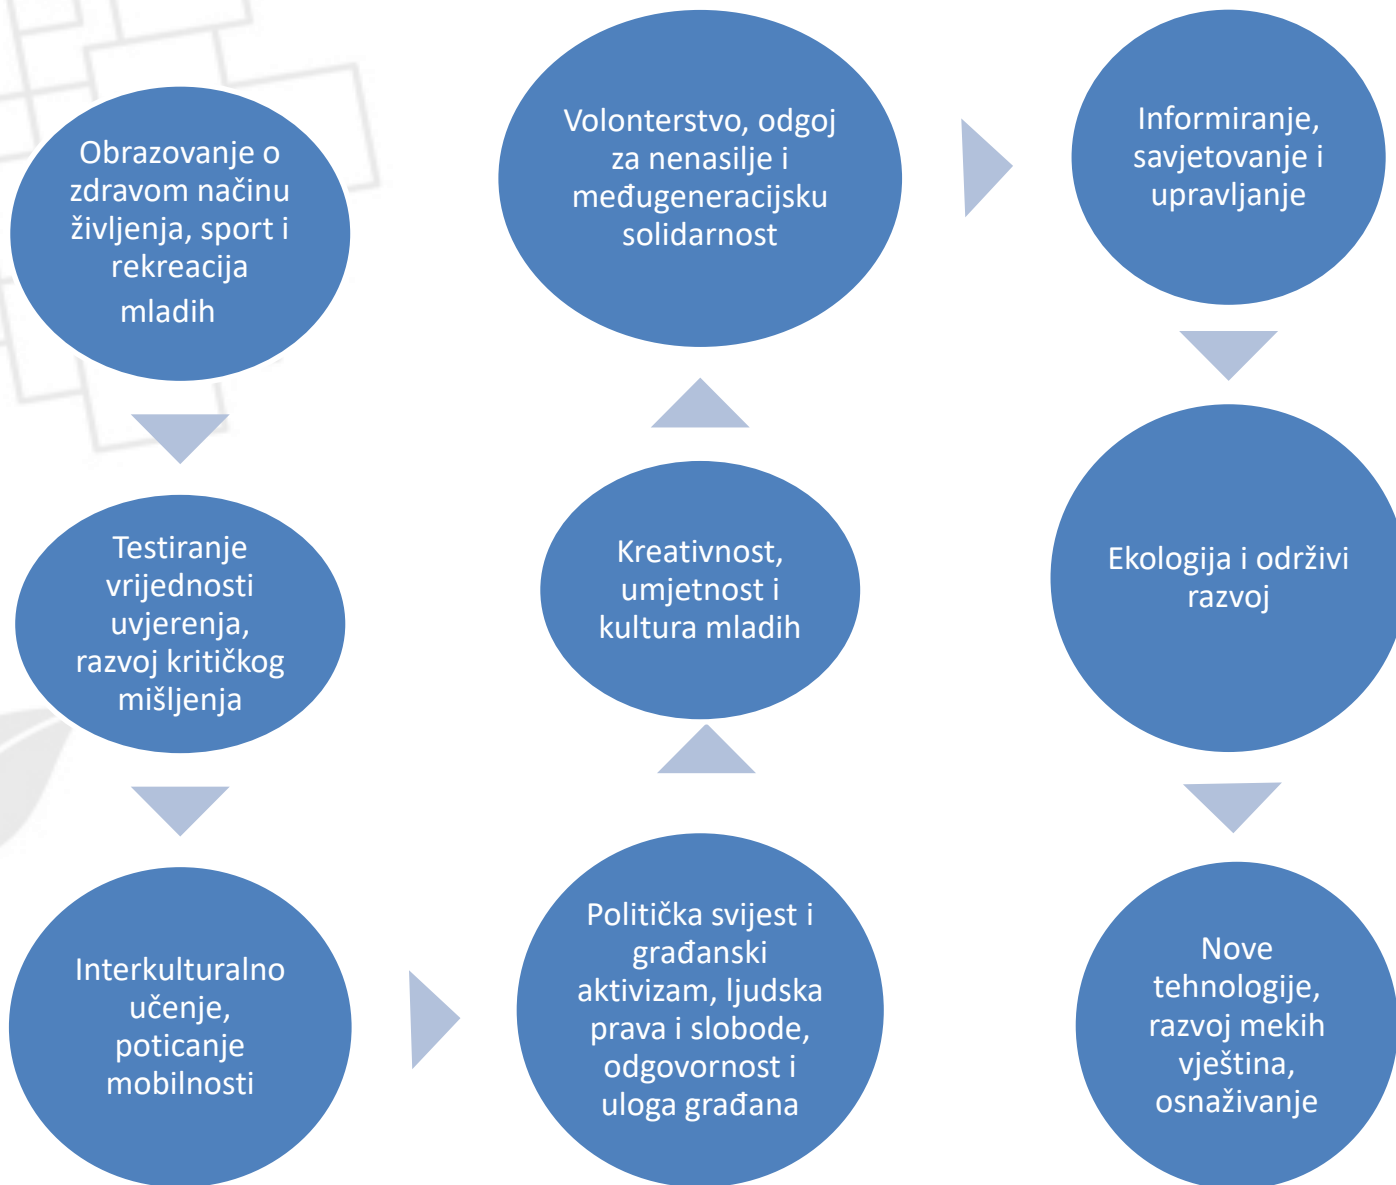 Obrazovanje o
zdravom načinu
življenja, sport i
rekreacija
mladih
Testiranje
vrijednosti
uvjerenja,
razvoj kritičkog
mišljenja
Interkulturalno
učenje,
poticanje
mobilnosti
Politička svijest i
građanski
aktivizam, ljudska
prava i slobode,
odgovornost i
uloga građana
Kreativnost,
umjetnost i
kultura mladih
Volonterstvo, odgoj
za nenasilje i
međugeneracijsku
solidarnost
Informiranje,
savjetovanje i
upravljanje
Ekologija i održivi
razvoj
Nove
tehnologije,
razvoj mekih
vještina,
osnaživanje